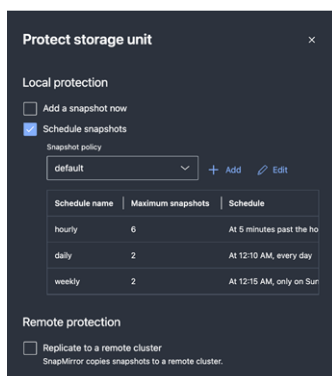 Protect storage unit
Local protection
Add a snapshot now
Schedule snapshots
Snapshot policy
default
Add
Edit
Schedule name Maximum snapshots Schedule
hourly 6 At 5 minutes past the ho
daily 2 At 12:10 AM, every day
weekly 2 At 12:15 AM, only on Sun
Remote protection
Replicate to a remote cluster
SnapMirror copies snapshots to a remote cluster.